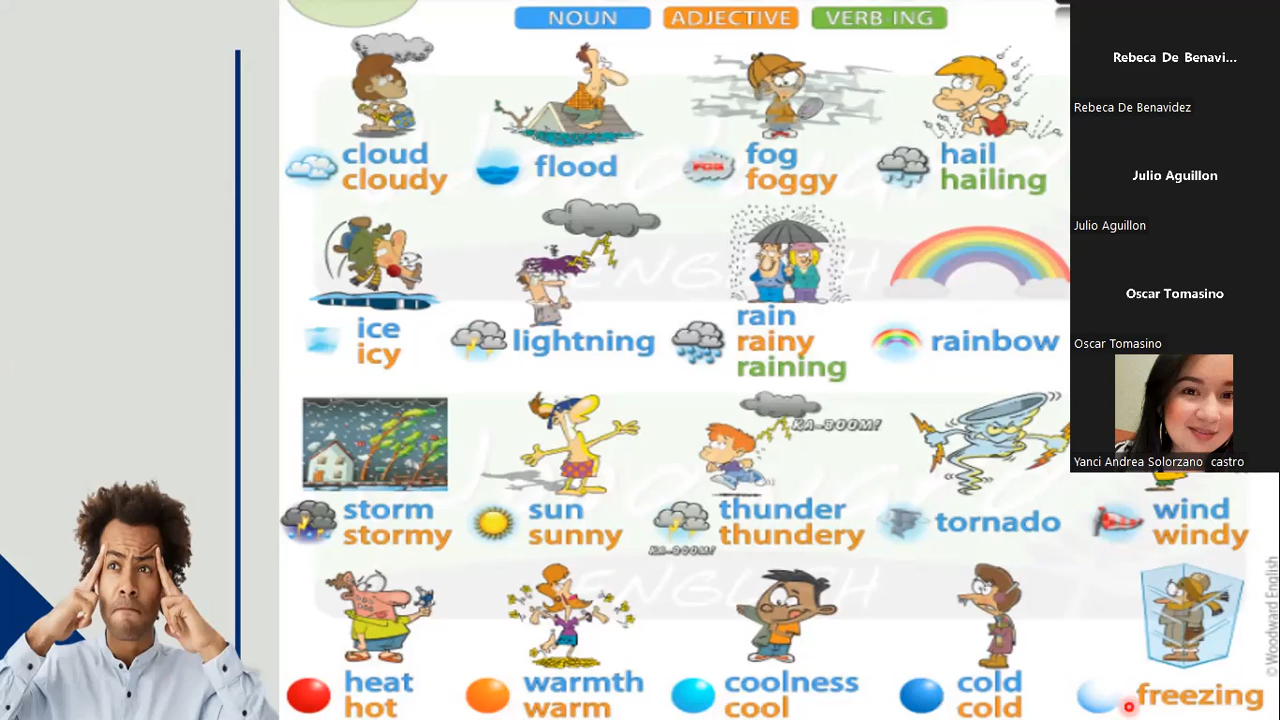 NOUN
ADJECTIVE
VERB-ING
cloud
cloudy
flood
FOG
fog
foggy
hail
hailing
ice
icy
lightning
rain
rainy
raining
rainbow
storm
stormy
sun
sunny
KA-BOOM!
KA-BOOM!
thunder
thundery
tornado
wind
windy
heat
hot
warmth
warm
coolness
cool
cold
cold
freezing
© Woodward English
ENGLISH
ENGLISH
Rebeca De Benavi...
Rebeca De Benavidez
Julio Aguillon
Julio Aguillon
Oscar Tomasino
Oscar Tomasino
Yanci Andrea Solorzano castro